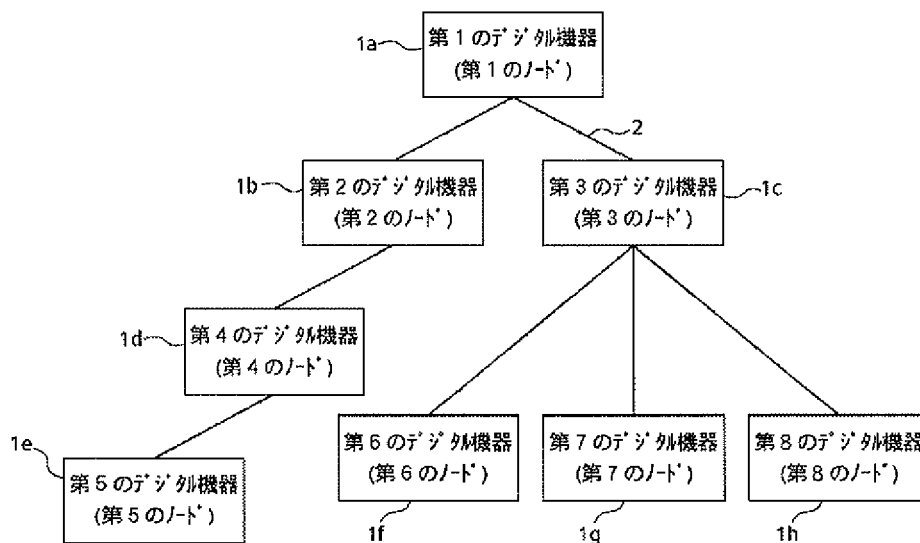 1a
第１のﾃﾞｼﾞﾀﾙ機器
(第１のﾉｰﾄﾞ)
2
1b
第２のﾃﾞｼﾞﾀﾙ機器
(第２のﾉｰﾄﾞ)
第３のﾃﾞｼﾞﾀﾙ機器
(第３のﾉｰﾄﾞ)
1c
1d
第４のﾃﾞｼﾞﾀﾙ機器
(第４のﾉｰﾄﾞ)
1e
第５のﾃﾞｼﾞﾀﾙ機器
(第５のﾉｰﾄﾞ)
第６のﾃﾞｼﾞﾀﾙ機器
(第６のﾉｰﾄﾞ)
第７のﾃﾞｼﾞﾀﾙ機器
(第７のﾉｰﾄﾞ)
第８のﾃﾞｼﾞﾀﾙ機器
(第８のﾉｰﾄﾞ)
1f
1g
1h